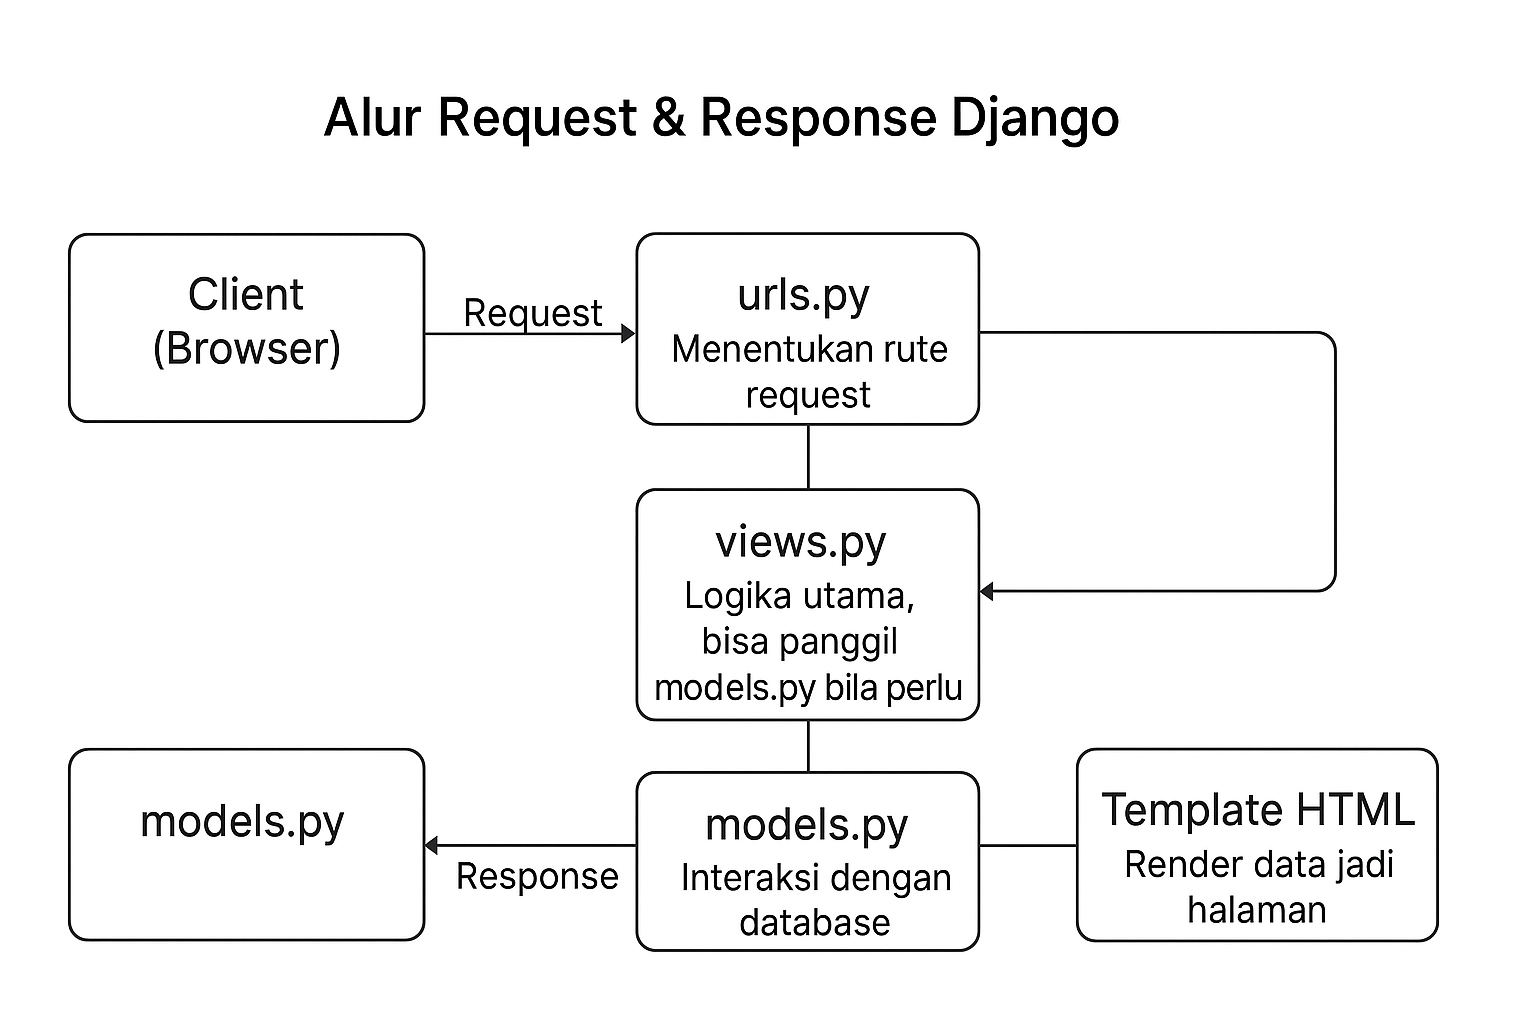 Alur Request & Response Django
Client
(Browser)
Request
urls.py
Menentukan rute
request
views.py
Logika utama,
bisa panggil
models.py bila perlu
models.py
Response
models.py
Interaksi dengan
database
Template HTML
Render data jadi
halaman